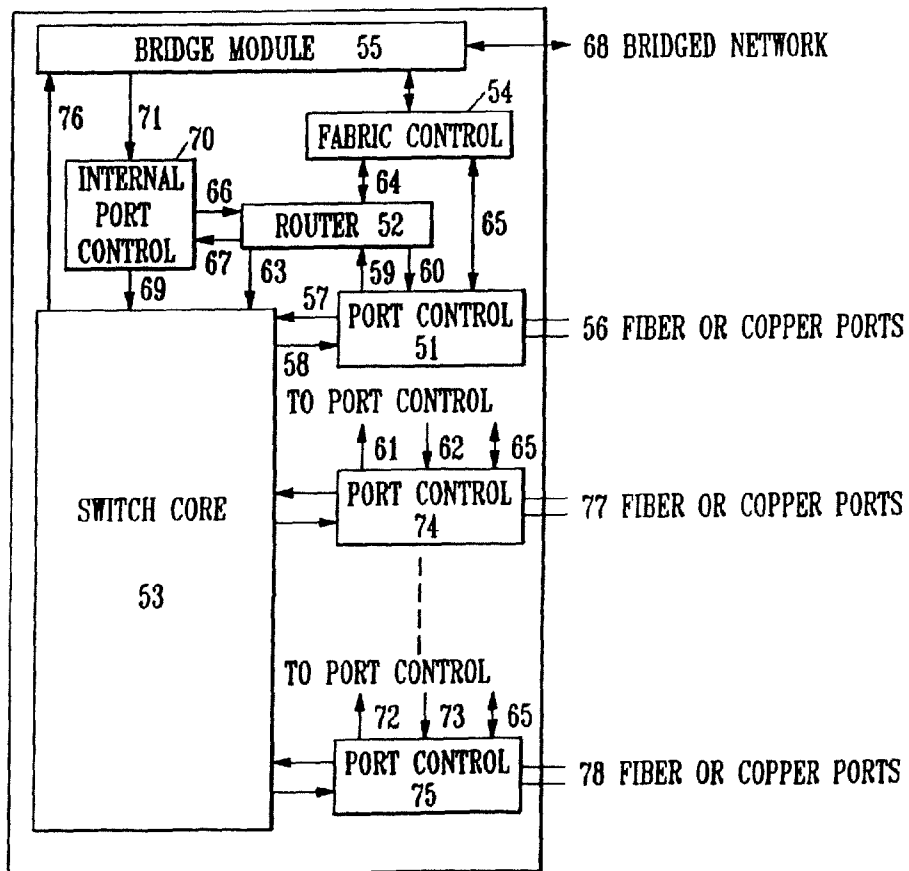 BRIDGE MODULE 55
68 BRIDGED NETWORK
76
71
54
FABRIC CONTROL
70
INTERNAL
PORT
CONTROL
66
64
ROUTER 52
65
67
63
59
60
69
57
PORT CONTROL
51
56 FIBER OR COPPER PORTS
58
TO PORT CONTROL
61
62
65
PORT CONTROL
74
77 FIBER OR COPPER PORTS
SWITCH CORE
53
TO PORT CONTROL
72
73
65
PORT CONTROL
75
78 FIBER OR COPPER PORTS